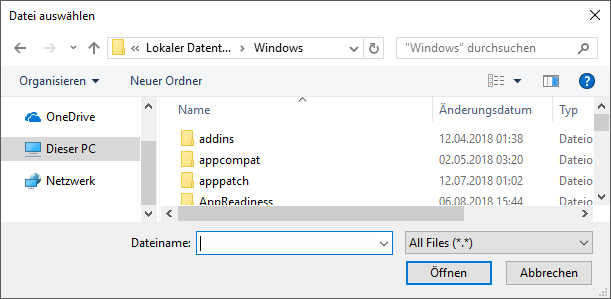 Datei auswählen
« Lokaler Datent... > Windows
"Windows" durchsuchen
Organisieren
Neuer Ordner
?
OneDrive
Dieser PC
Netzwerk
Name Änderungsdatum Typ
addins 12.04.2018 01:38 Dateio
appcompat 02.05.2018 03:20 Dateio
apppatch 12.07.2018 01:02 Dateio
AppReadiness 06.08.2018 15:44 Dateio
Dateiname:
All Files (*.*)
Öffnen
Abbrechen